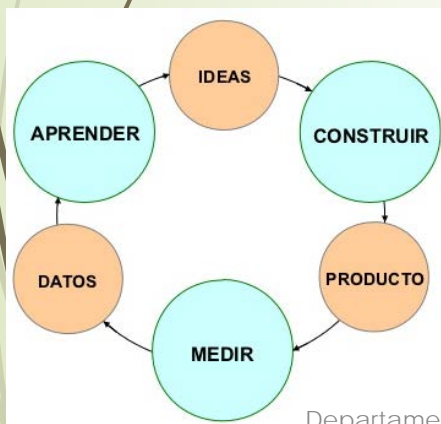 IDEAS
CONSTRUIR
PRODUCTO
MEDIR
DATOS
APRENDER
Departame